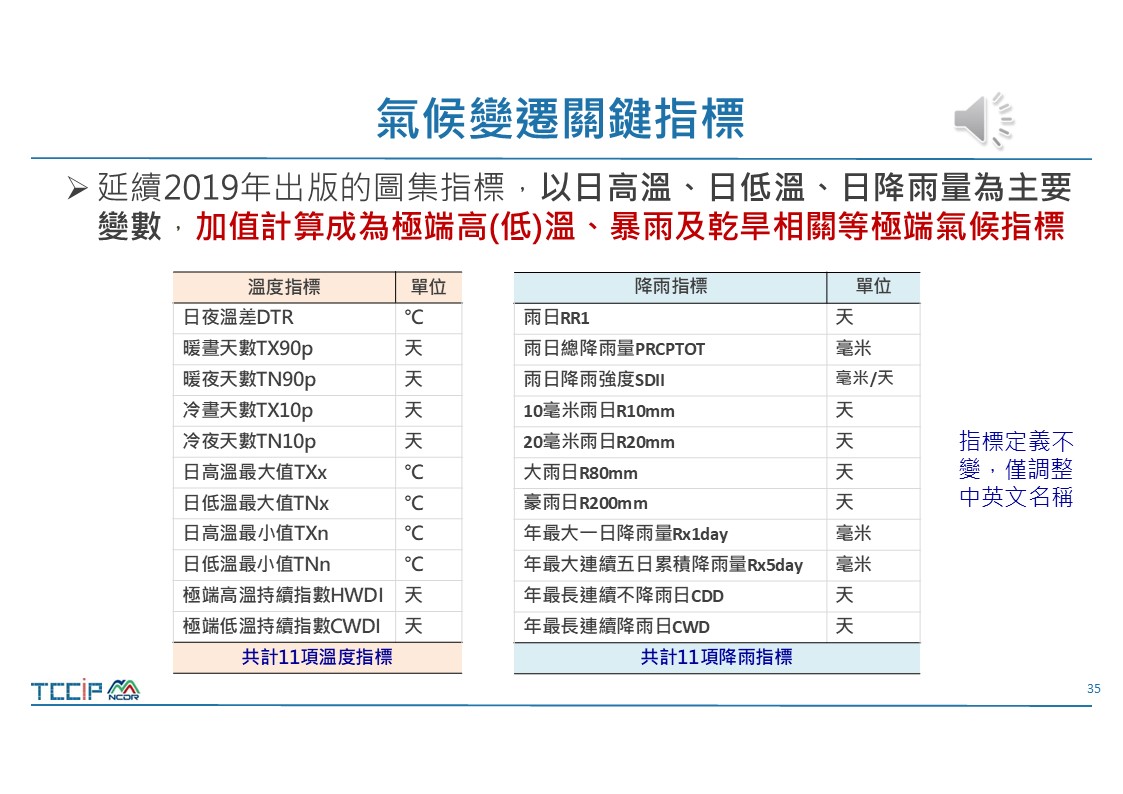 氣候變遷關鍵指標
➢ 延續2019年出版的圖集指標，以日高溫、日低溫、日降雨量為主要
變數，加值計算成為極端高(低)溫、暴雨及乾旱相關等極端氣候指標
溫度指標 單位
日夜溫差DTR ℃
暖晝天數TX90p 天
暖夜天數TN90p 天
冷晝天數TX10p 天
冷夜天數TN10p 天
日高溫最大值TXx ℃
日低溫最大值TNx ℃
日高溫最小值TXn ℃
日低溫最小值TNn ℃
極端高溫持續指數HWDI 天
極端低溫持續指數CWDI 天
共計11項溫度指標
降雨指標 單位
雨日RR1 天
雨日總降雨量PRCPTOT 毫米
雨日降雨強度SDII 毫米/天
10毫米雨日R10mm 天
20毫米雨日R20mm 天
大雨日R80mm 天
豪雨日R200mm 天
年最大一日降雨量Rx1day 毫米
年最大連續五日累積降雨量Rx5day 毫米
年最長連續不降雨日CDD 天
年最長連續降雨日CWD 天
共計11項降雨指標
指標定義不
變，僅調整
中英文名稱
TCCiP NCDR
35